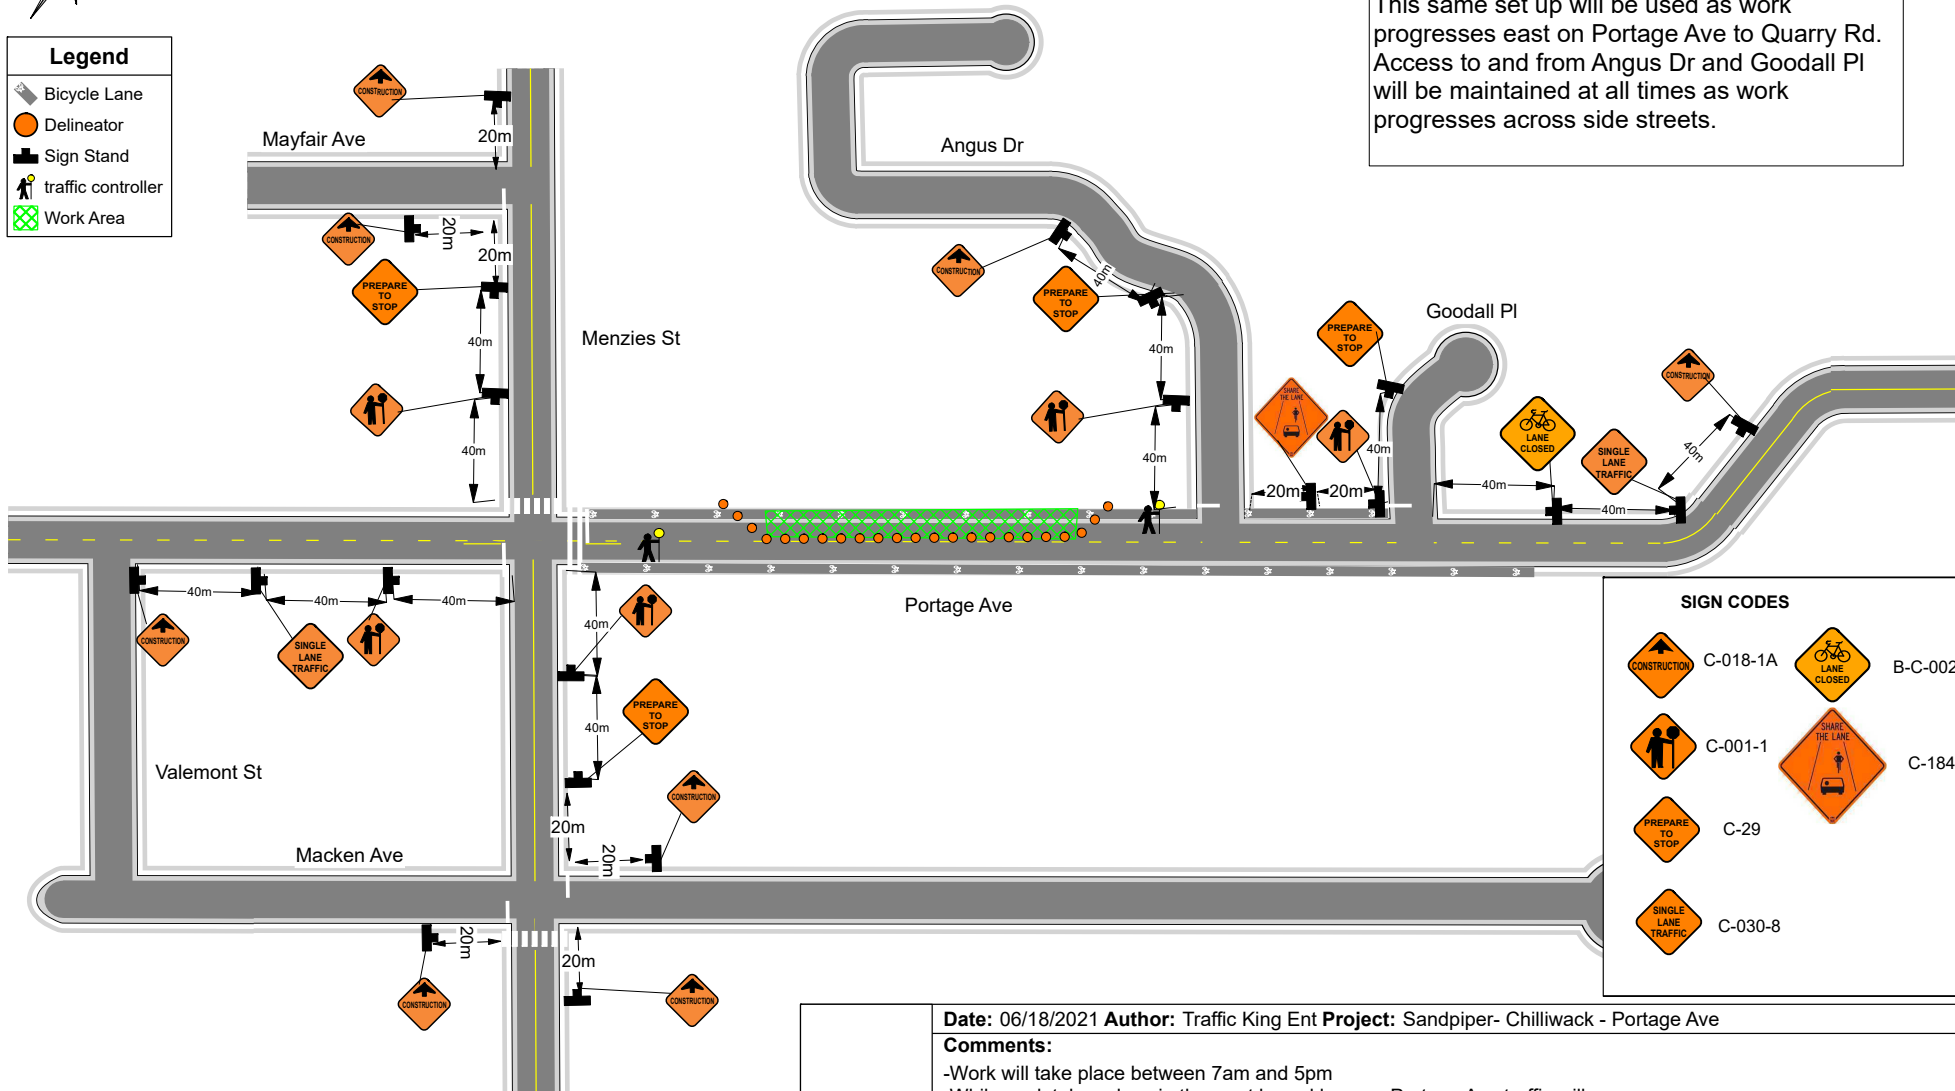 This same set up will be used as work
progresses east on Portage Ave to Quarry Rd.
Access to and from Angus Dr and Goodall Pl
will be maintained at all times as work
progresses across side streets.
Legend
Bicycle Lane
Delineator
Sign Stand
traffic controller
Work Area
CONSTRUCTION
20m
Mayfair Ave
Angus Dr
CONSTRUCTION
20m
20m
PREPARE
TO
STOP
40m
Menzies St
40m
CONSTRUCTION
40m
PREPARE
TO
STOP
40m
40m
Goodall Pl
PREPARE
TO
STOP
SHARE
THE LANE
40m
20m
20m
LANE
CLOSED
40m
SINGLE
LANE
TRAFFIC
40m
CONSTRUCTION
40m
40m
40m
40m
CONSTRUCTION
SINGLE
LANE
TRAFFIC
40m
Portage Ave
40m
PREPARE
TO
STOP
Valemont St
20m
CONSTRUCTION
20m
Macken Ave
20m
CONSTRUCTION
20m
CONSTRUCTION
SIGN CODES
CONSTRUCTION
C-018-1A
LANE
CLOSED
B-C-002
C-001-1
SHARE
THE LANE
C-184
PREPARE
TO
STOP
C-29
SINGLE
LANE
TRAFFIC
C-030-8
Date: 06/18/2021 Author: Traffic King Ent Project: Sandpiper- Chilliwack - Portage Ave
Comments:
-Work will take place between 7am and 5pm